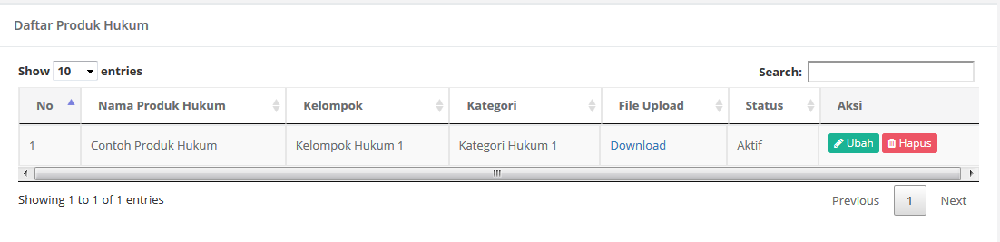 Daftar Produk Hukum
Show 10 entries Search:
No Nama Produk Hukum Kelompok Kategori File Upload Status Aksi
1 Contoh Produk Hukum Kelompok Hukum 1 Kategori Hukum 1 Download Aktif Ubah Hapus
Showing 1 to 1 of 1 entries Previous 1 Next